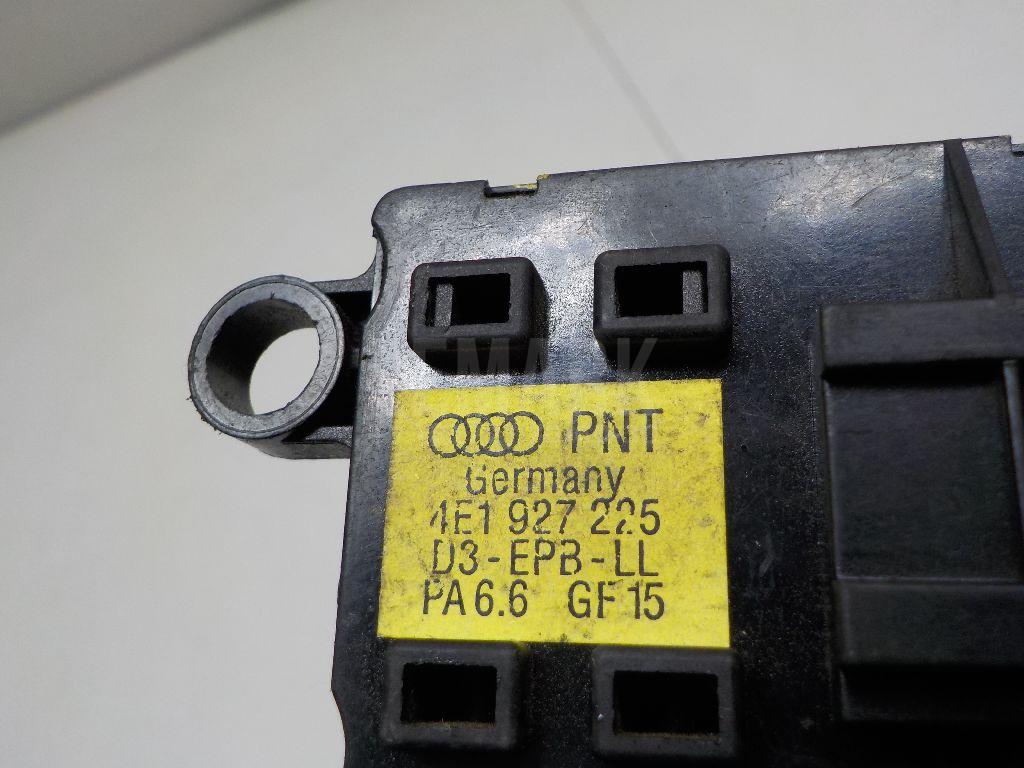 PNT
Germany
4E1 927 225
D3-EPB-LL
PA6.6 GF15